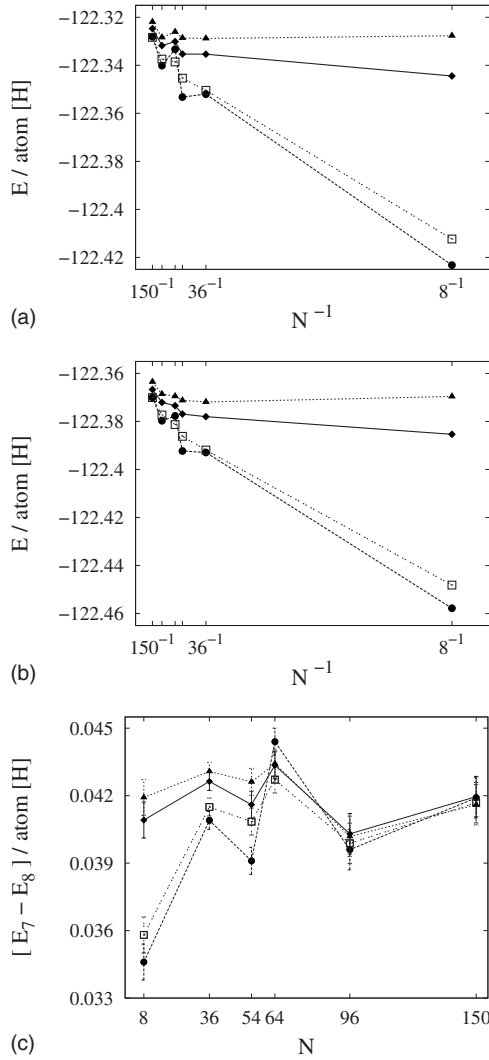 −122.32
−122.34
−122.36
−122.38
−122.4
−122.42
E / atom [H]
150⁻¹ 36⁻¹ 8⁻¹
(a)
N ⁻¹
−122.36
−122.38
−122.4
−122.42
−122.44
−122.46
E / atom [H]
150⁻¹ 36⁻¹ 8⁻¹
(b)
N ⁻¹
0.045
0.042
0.039
0.036
0.033
[ E₇ − E₈ ] / atom [H]
8 36 54 64 96 150
(c)
N